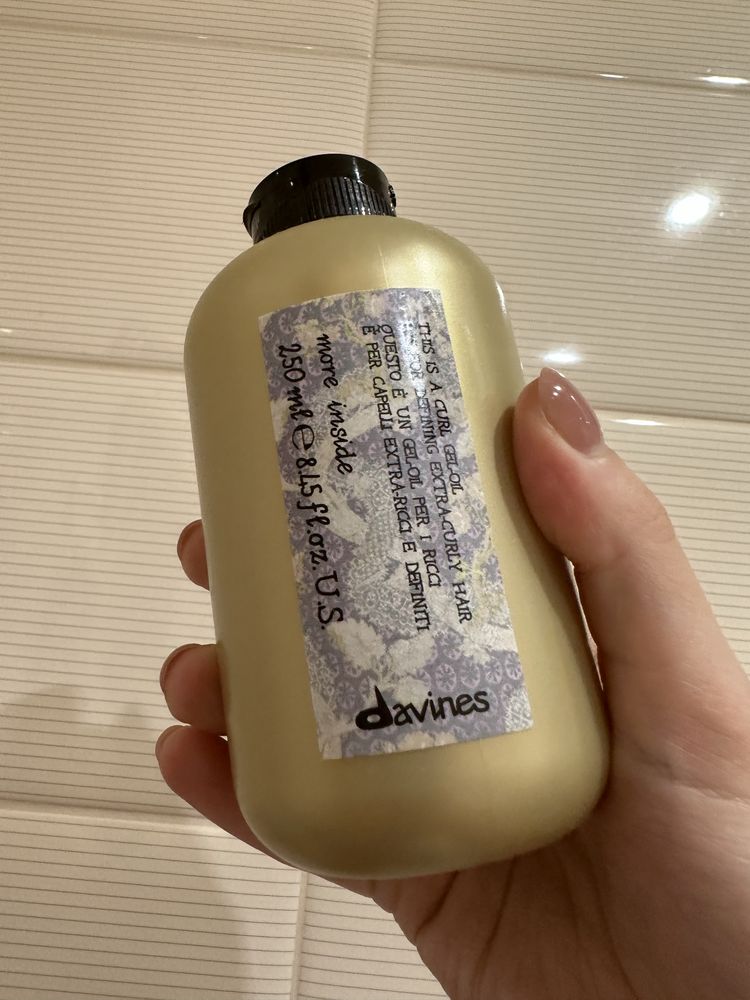 THIS IS A CURL GEL-OIL
FOR DEFINING EXTRA-CURLY HAIR
QUESTO É UN GEL-OIL PER I RICCI
É PER CAPELLI EXTRA-RICCI E DEFINITI
more inside
250 ml ℮ 8.45 fl.oz. U.S.
davines